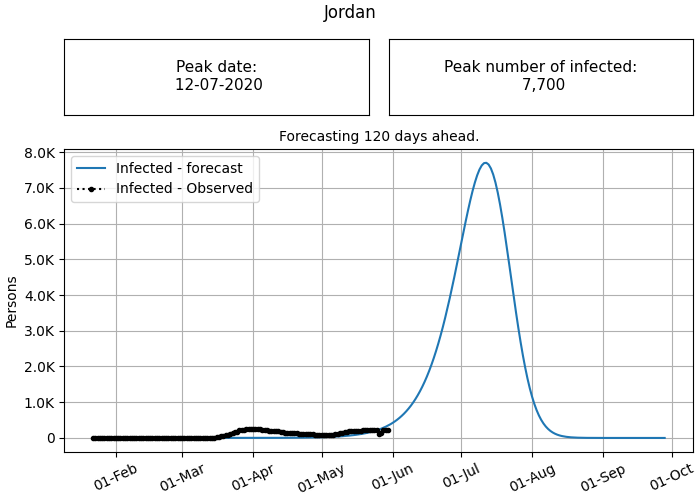 Jordan
Peak date:
12-07-2020
Peak number of infected:
7,700
Forecasting 120 days ahead.
Infected - forecast
Infected - Observed
Persons
8.0K
7.0K
6.0K
5.0K
4.0K
3.0K
2.0K
1.0K
0
01-Feb
01-Mar
01-Apr
01-May
01-Jun
01-Jul
01-Aug
01-Sep
01-Oct